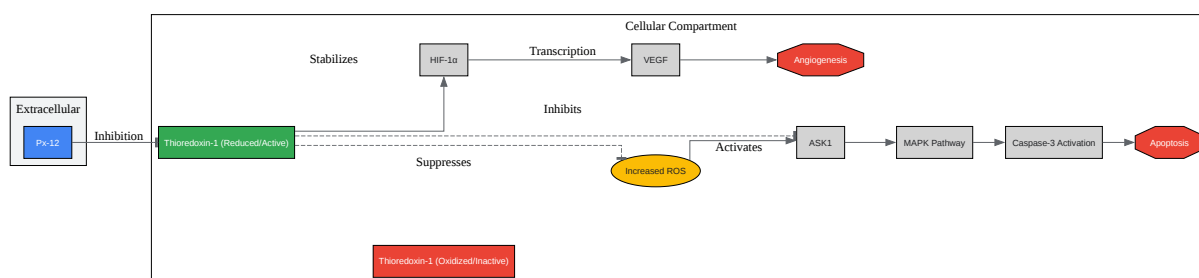 Cellular Compartment
Stabilizes
HIF-1α
Transcription
VEGF
Angiogenesis
Extracellular
Px-12
Inhibition
Thioredoxin-1 (Reduced/Active)
Inhibits
Suppresses
Increased ROS
Activates
ASK1
MAPK Pathway
Caspase-3 Activation
Apoptosis
Thioredoxin-1 (Oxidized/Inactive)